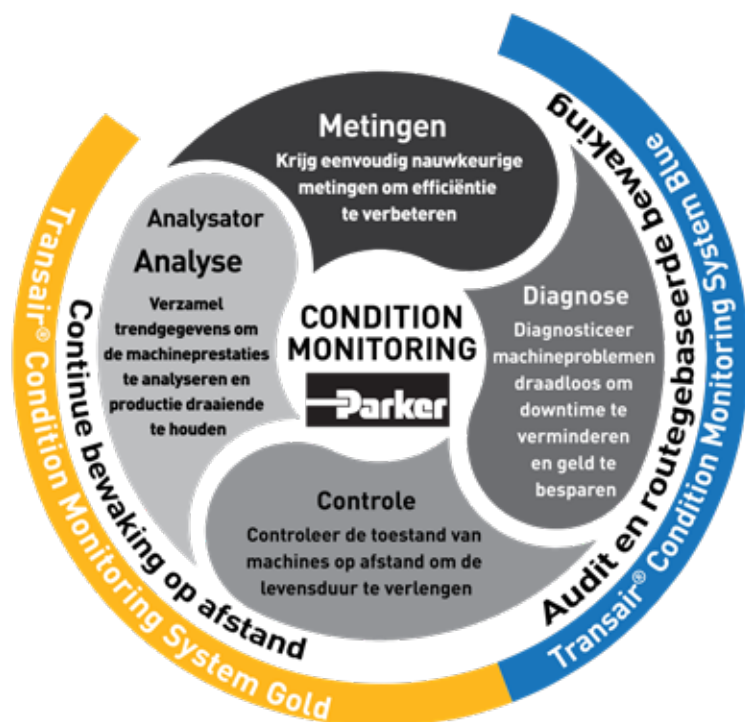 Metingen
Krijg eenvoudig nauwkeurige
metingen om efficiëntie
te verbeteren
Analysator
Analyse
Verzamel
trendgegevens om
de machineprestaties
te analyseren en
productie draaiende
te houden
CONDITION
MONITORING
Parker
Diagnose
Diagnosticeer
machineproblemen
draadloos om
downtime te
verminderen
en geld te
besparen
Controle
Controleer de toestand van
machines op afstand om de
levensduur te verlengen
Continue bewaking op afstand
Transair® Condition Monitoring System Gold
Audit en routegebaseerde bewaking
Transair® Condition Monitoring System Blue